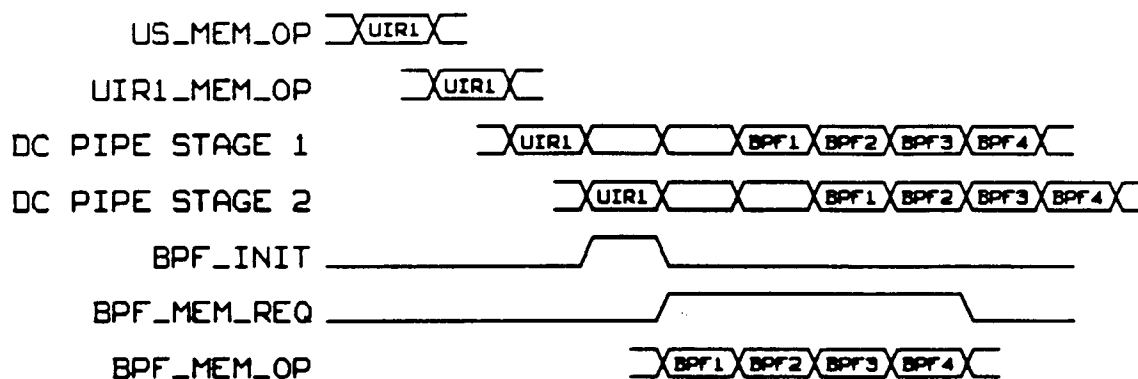 US_MEM_OP UIR1
UIR1_MEM_OP UIR1
DC PIPE STAGE 1 UIR1 BPF1 BPF2 BPF3 BPF4
DC PIPE STAGE 2 UIR1 BPF1 BPF2 BPF3 BPF4
BPF_INIT
BPF_MEM_REQ
BPF_MEM_OP BPF1 BPF2 BPF3 BPF4